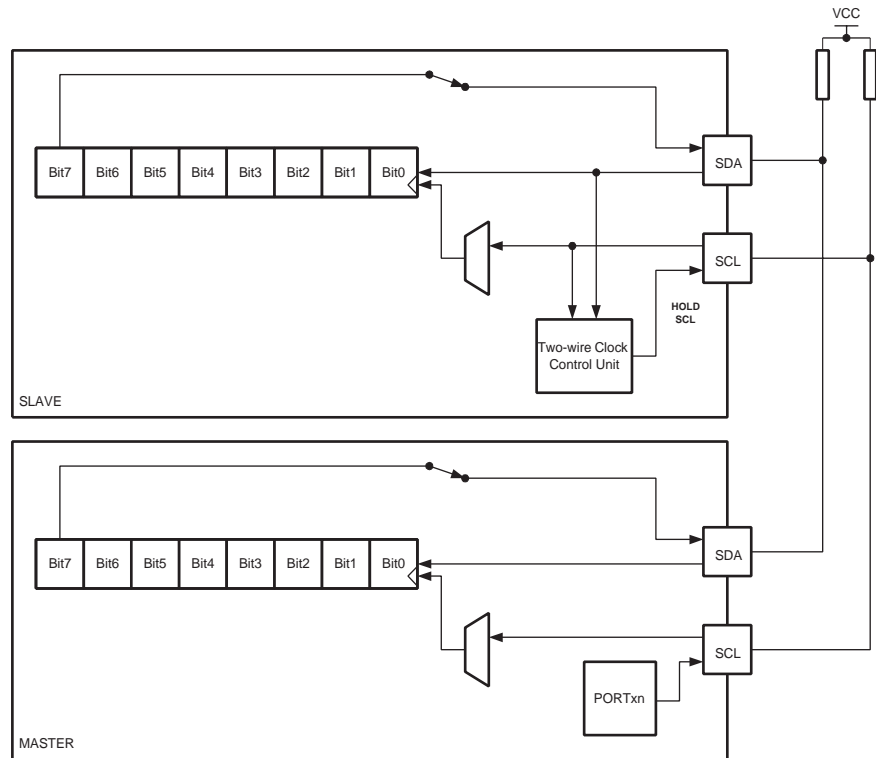 VCC
Bit7 Bit6 Bit5 Bit4 Bit3 Bit2 Bit1 Bit0
SDA
SCL
HOLD
SCL
Two-wire Clock
Control Unit
SLAVE
Bit7 Bit6 Bit5 Bit4 Bit3 Bit2 Bit1 Bit0
SDA
SCL
PORTxn
MASTER